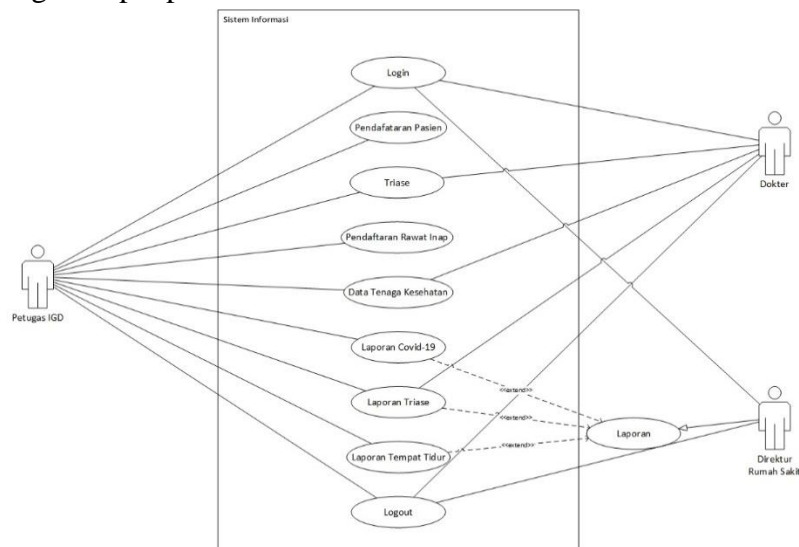 Sistem Informasi
Login
Pendafataran Pasien
Triase
Pendaftaran Rawat Inap
Data Tenaga Kesehatan
Laporan Covid-19
Laporan Triase
Laporan Tempat Tidur
Logout
Petugas IGD
Dokter
<<extend>>
<<extend>>
<<extend>>
Laporan
Direktur
Rumah Sakit